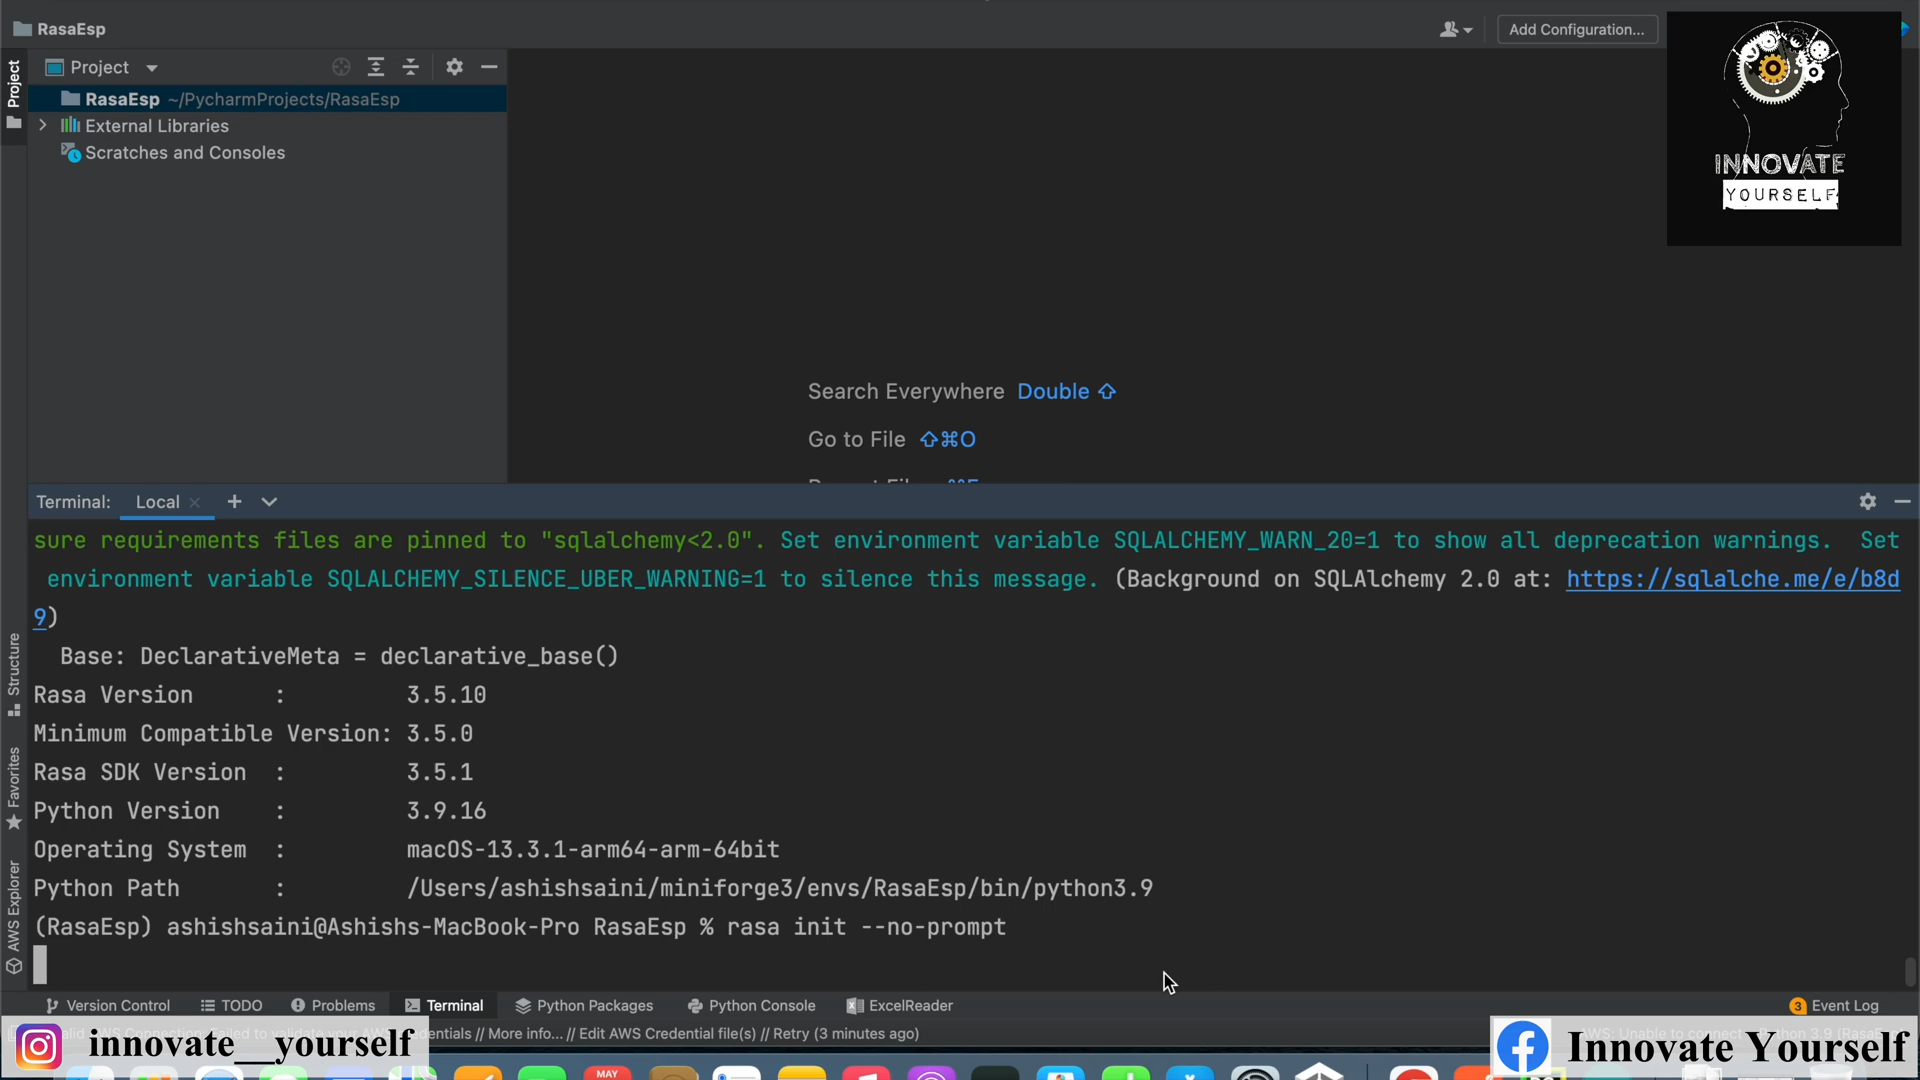 RasaEsp
Add Configuration...
INNOVATE
YOURSELF
Project
Project
RasaEsp ~/PycharmProjects/RasaEsp
External Libraries
Scratches and Consoles
Search Everywhere Double ⇧
Go to File ⇧⌘O
Terminal: Local × +
sure requirements files are pinned to "sqlalchemy<2.0". Set environment variable SQLALCHEMY_WARN_20=1 to show all deprecation warnings. Set
environment variable SQLALCHEMY_SILENCE_UBER_WARNING=1 to silence this message. (Background on SQLAlchemy 2.0 at: https://sqlalche.me/e/b8d
9)
Base: DeclarativeMeta = declarative_base()
Rasa Version : 3.5.10
Minimum Compatible Version: 3.5.0
Rasa SDK Version : 3.5.1
Python Version : 3.9.16
Operating System : macOS-13.3.1-arm64-arm-64bit
Python Path : /Users/ashishsaini/miniforge3/envs/RasaEsp/bin/python3.9
(RasaEsp) ashishsaini@Ashishs-MacBook-Pro RasaEsp % rasa init --no-prompt
Structure
Favorites
AWS Explorer
Version Control TODO Problems Terminal Python Packages Python Console ExcelReader 3 Event Log
// More info... // Edit AWS Credential file(s) // Retry (3 minutes ago)
innovate__yourself
Innovate Yourself
MAY